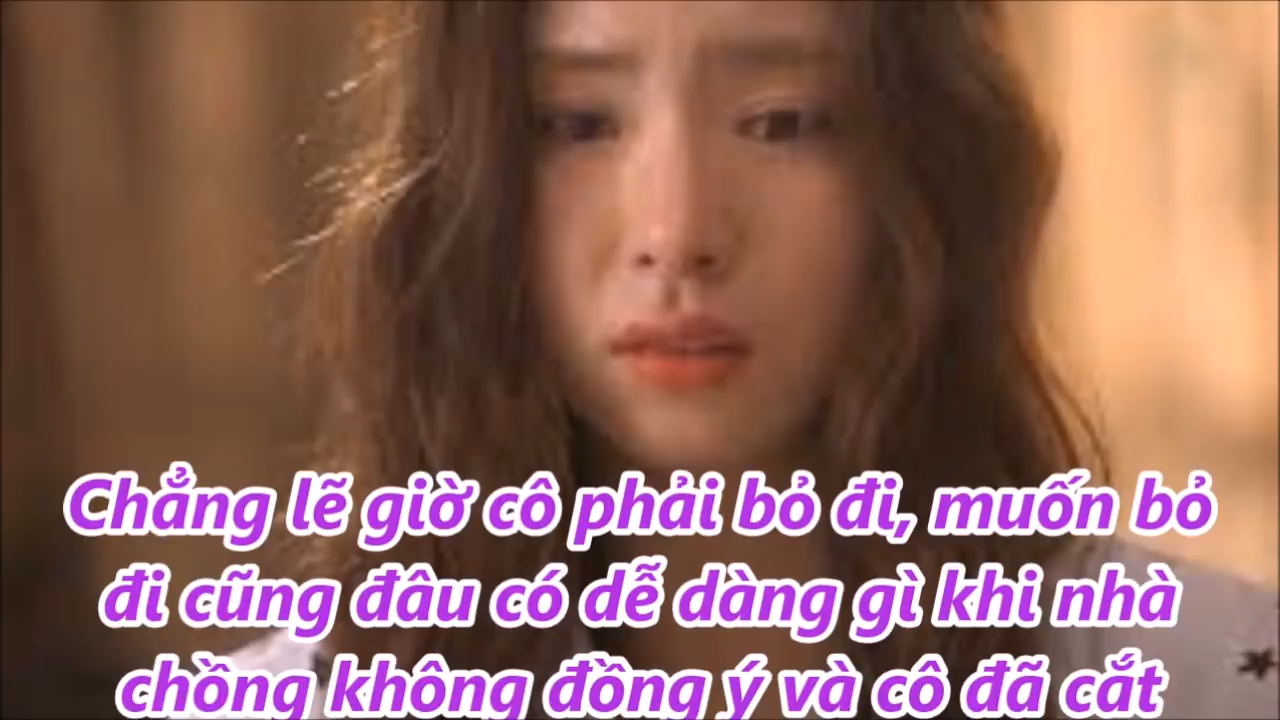 Chẳng lẽ giờ cô phải bỏ đi, muốn bỏ
đi cũng đâu có dễ dàng gì khi nhà
chồng không đồng ý và cô đã cắt